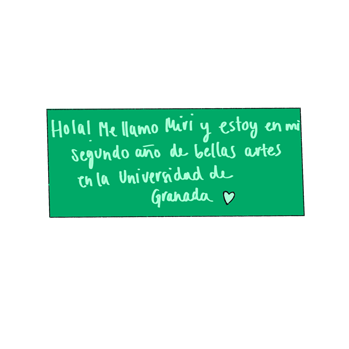 Hola! Me llamo Miri y estoy en mi
segundo año de bellas artes
en la Universidad de
Granada